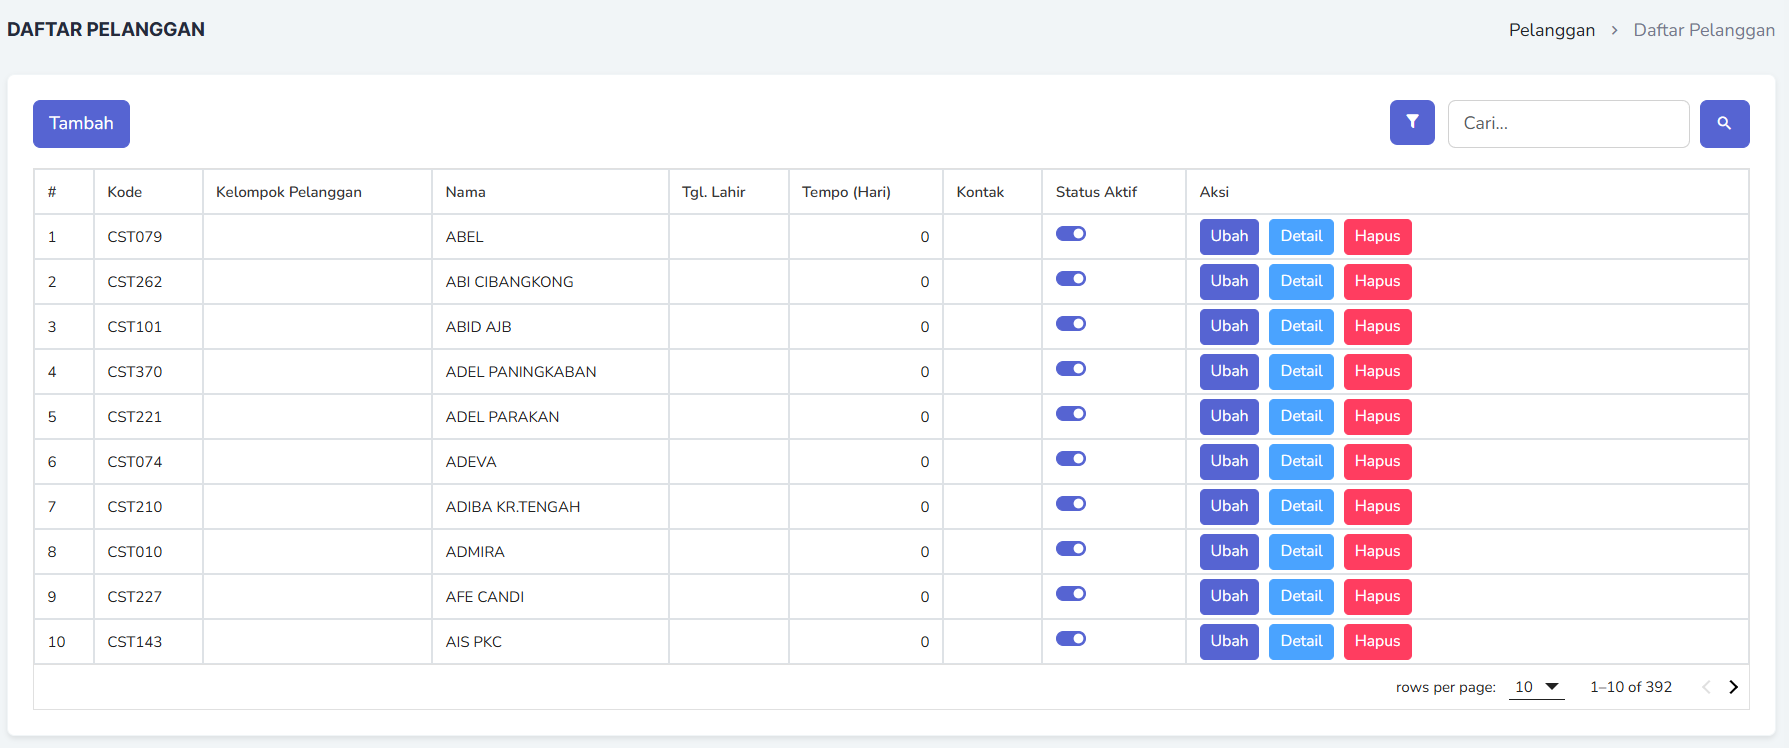 DAFTAR PELANGGAN
Pelanggan > Daftar Pelanggan
Tambah
Cari...
# Kode Kelompok Pelanggan Nama Tgl. Lahir Tempo (Hari) Kontak Status Aktif Aksi
1 CST079 ABEL 0 Ubah Detail Hapus
2 CST262 ABI CIBANGKONG 0 Ubah Detail Hapus
3 CST101 ABID AJB 0 Ubah Detail Hapus
4 CST370 ADEL PANINGKABAN 0 Ubah Detail Hapus
5 CST221 ADEL PARAKAN 0 Ubah Detail Hapus
6 CST074 ADEVA 0 Ubah Detail Hapus
7 CST210 ADIBA KR.TENGAH 0 Ubah Detail Hapus
8 CST010 ADMIRA 0 Ubah Detail Hapus
9 CST227 AFE CANDI 0 Ubah Detail Hapus
10 CST143 AIS PKC 0 Ubah Detail Hapus
rows per page: 10 1–10 of 392